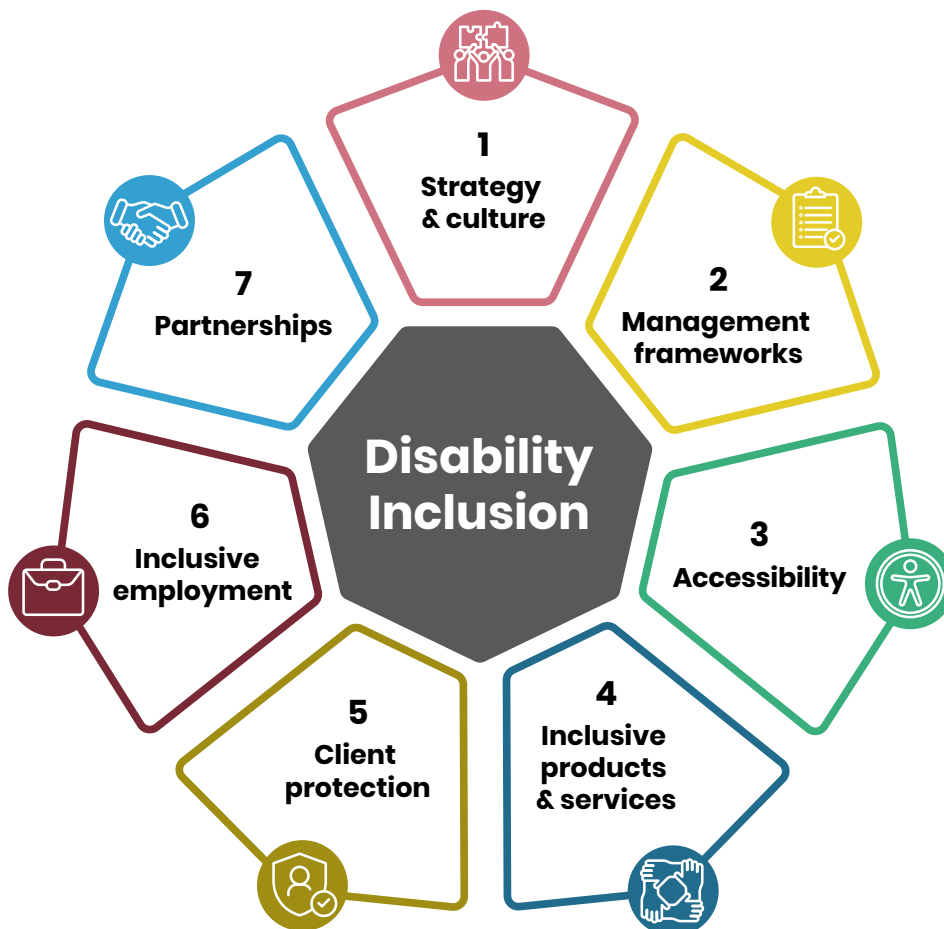 1
Strategy
& culture
2
Management
frameworks
3
Accessibility
4
Inclusive
products
& services
5
Client
protection
6
Inclusive
employment
7
Partnerships
Disability
Inclusion